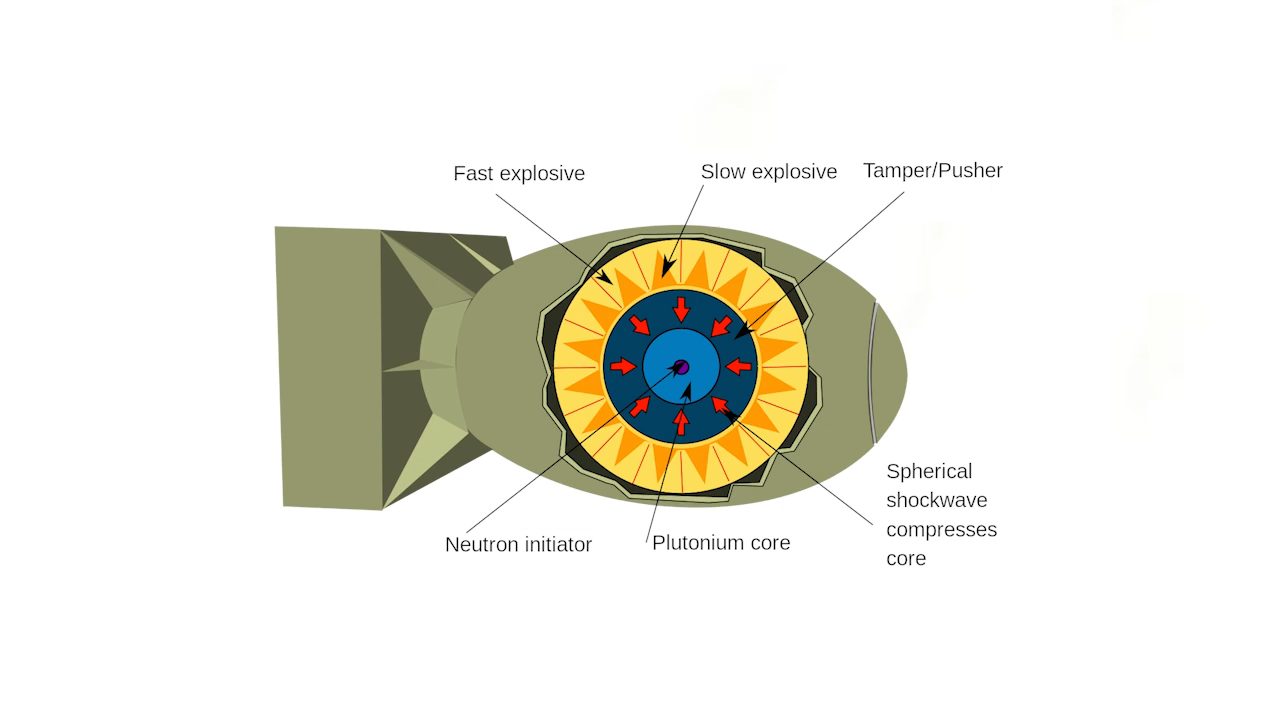 Fast explosive
Slow explosive
Tamper/Pusher
Spherical
shockwave
compresses
core
Neutron initiator
Plutonium core